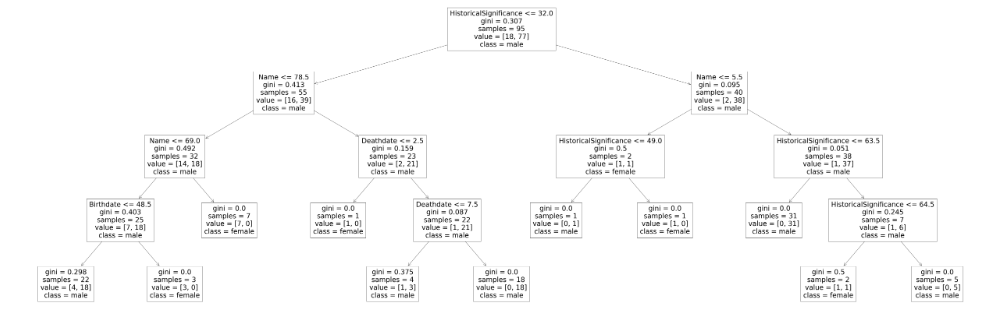 HistoricalSignificance <= 32.0
gini = 0.307
samples = 95
value = [18, 77]
class = male
Name <= 78.5
gini = 0.413
samples = 55
value = [16, 39]
class = male
Name <= 5.5
gini = 0.095
samples = 40
value = [2, 38]
class = male
Name <= 69.0
gini = 0.492
samples = 32
value = [14, 18]
class = male
Deathdate <= 2.5
gini = 0.159
samples = 23
value = [2, 21]
class = male
HistoricalSignificance <= 49.0
gini = 0.5
samples = 2
value = [1, 1]
class = female
HistoricalSignificance <= 63.5
gini = 0.051
samples = 38
value = [1, 37]
class = male
Birthdate <= 48.5
gini = 0.403
samples = 25
value = [7, 18]
class = male
gini = 0.0
samples = 7
value = [7, 0]
class = female
gini = 0.0
samples = 1
value = [1, 0]
class = female
Deathdate <= 7.5
gini = 0.087
samples = 22
value = [1, 21]
class = male
gini = 0.0
samples = 1
value = [0, 1]
class = male
gini = 0.0
samples = 1
value = [1, 0]
class = female
gini = 0.0
samples = 31
value = [0, 31]
class = male
HistoricalSignificance <= 64.5
gini = 0.245
samples = 7
value = [1, 6]
class = male
gini = 0.298
samples = 22
value = [4, 18]
class = male
gini = 0.0
samples = 3
value = [3, 0]
class = female
gini = 0.375
samples = 4
value = [1, 3]
class = male
gini = 0.0
samples = 18
value = [0, 18]
class = male
gini = 0.5
samples = 2
value = [1, 1]
class = female
gini = 0.0
samples = 5
value = [0, 5]
class = male